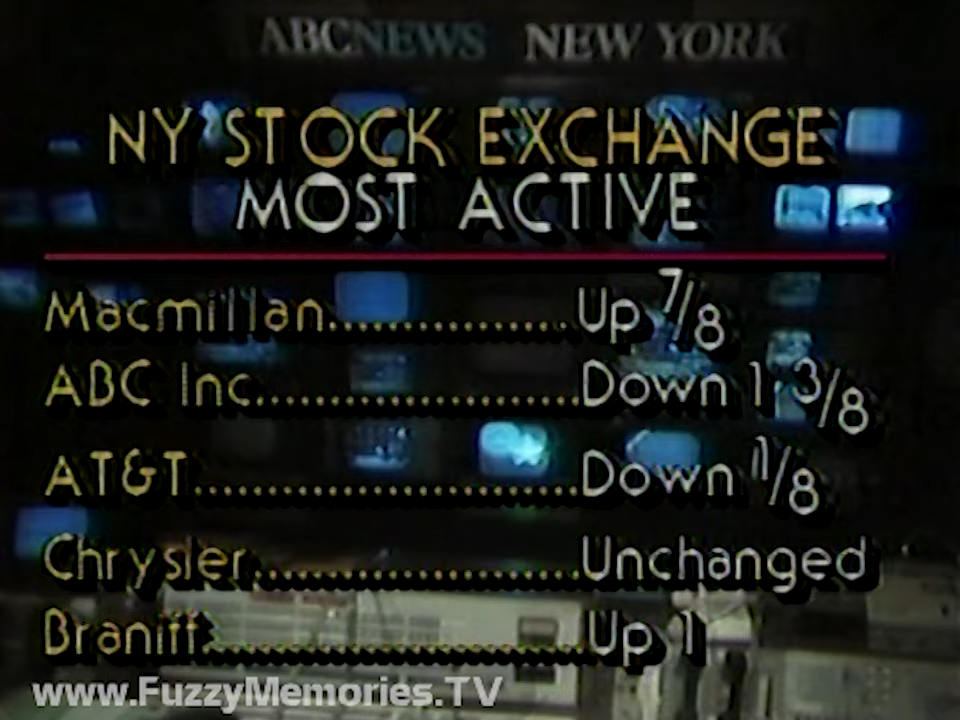 ABCNEWS NEW YORK
NY STOCK EXCHANGE
MOST ACTIVE
Macmillan................Up 7/8
ABC Inc......................Down 1 3/8
AT&T..........................Down 1/8
Chrysler......................Unchanged
Braniff.........................Up 1
www.FuzzyMemories.TV